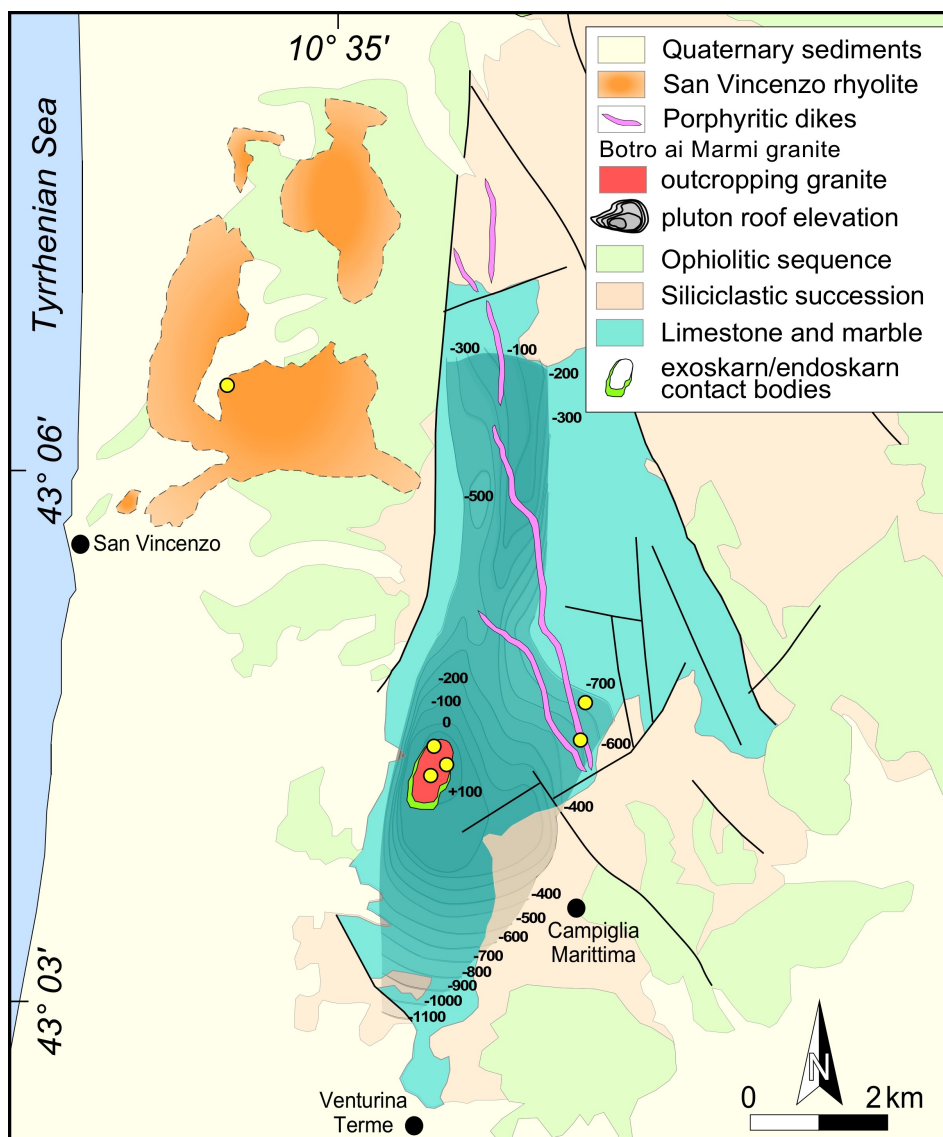 10° 35'
Tyrrhenian Sea
43° 06'
43° 03'
Quaternary sediments
San Vincenzo rhyolite
Porphyritic dikes
Botro ai Marmi granite
outcropping granite
pluton roof elevation
Ophiolitic sequence
Siliciclastic succession
Limestone and marble
exoskarn/endoskarn
contact bodies
-300
-100
-200
-300
-500
San Vincenzo
-200
-100
0
+100
-700
-600
-400
-400
-500
-600
-700
-800
-900
-1000
-1100
Campiglia
Marittima
Venturina
Terme
N
0 2 km